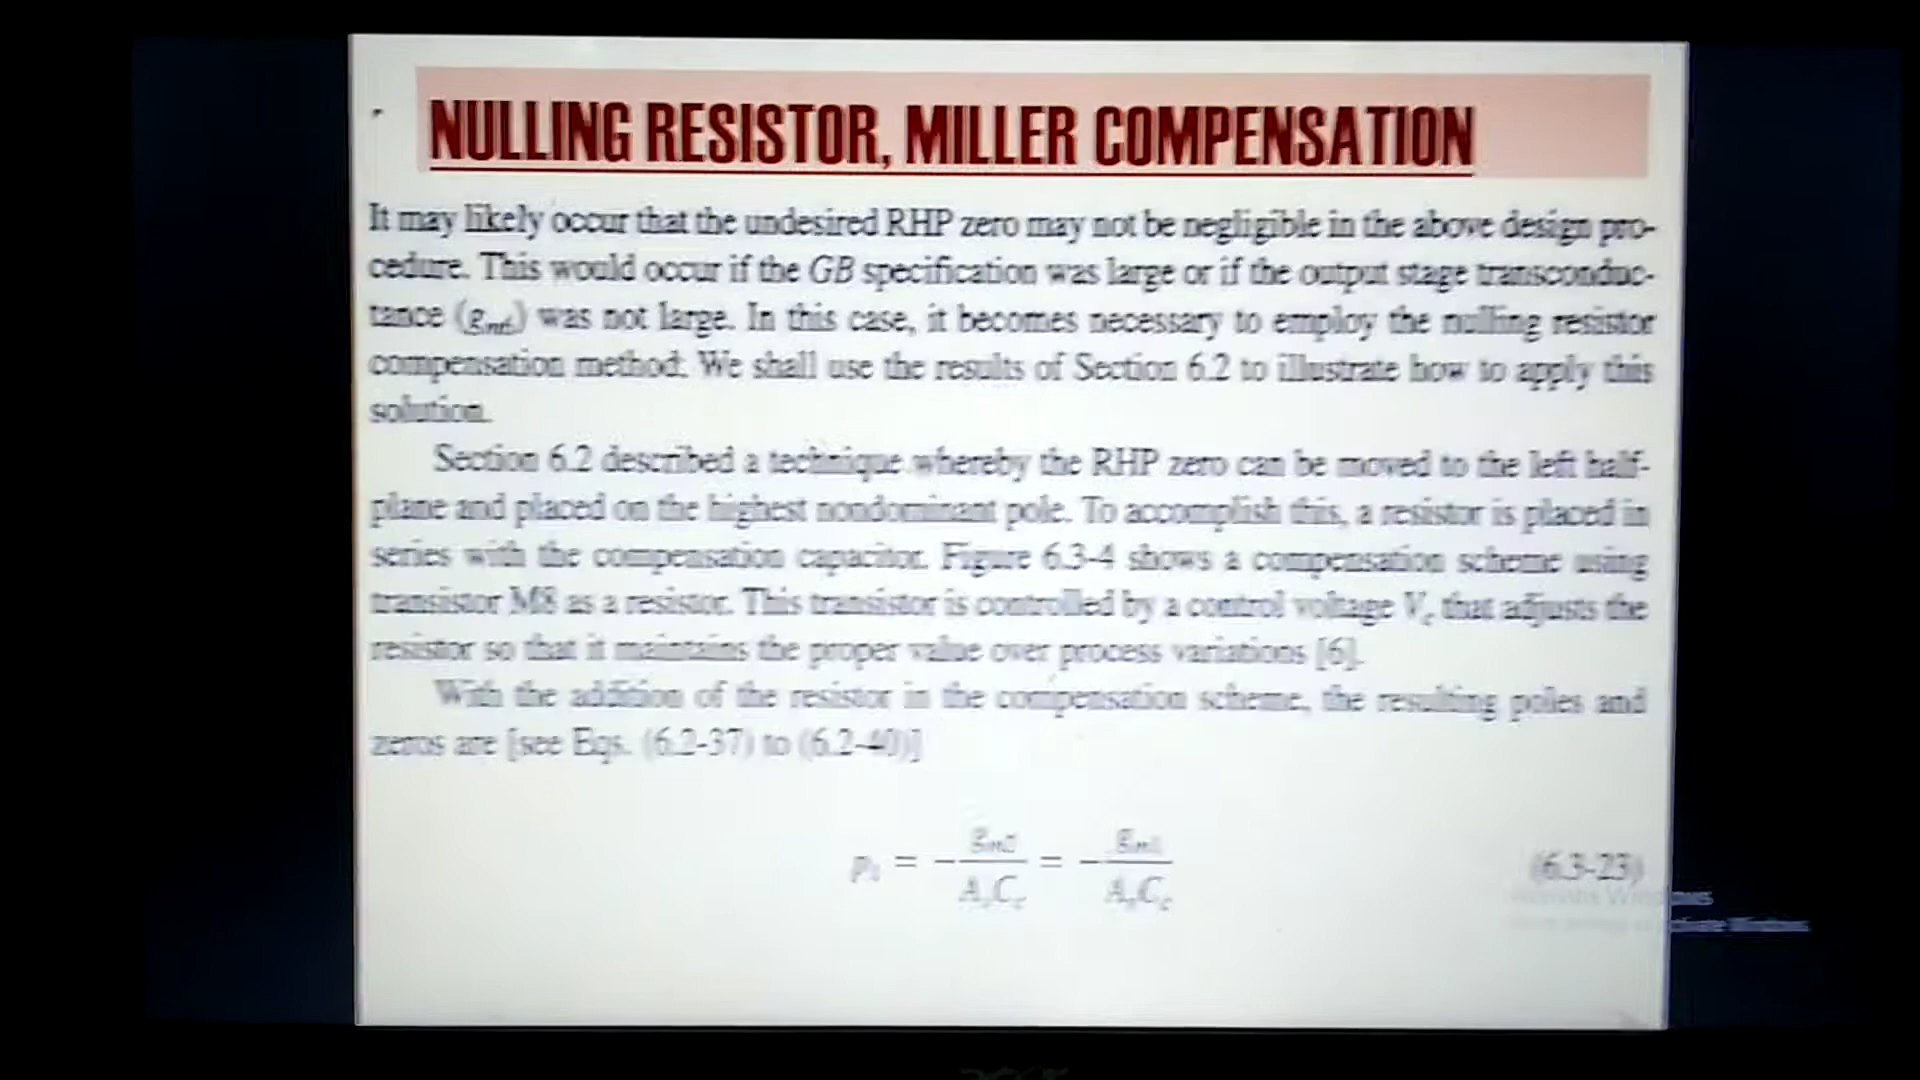 NULLING RESISTOR, MILLER COMPENSATION
It may likely occur that the undesired RHP zero may not be negligible in the above design pro-
cedure. This would occur if the GB specification was large or if the output stage transconduc-
tance (gm6) was not large. In this case, it becomes necessary to employ the nulling resistor
compensation method. We shall use the results of Section 6.2 to illustrate how to apply this
solution.
Section 6.2 described a technique whereby the RHP zero can be moved to the left half-
plane and placed on the highest nondominant pole. To accomplish this, a resistor is placed in
series with the compensation capacitor. Figure 6.3-4 shows a compensation scheme using
transistor M8 as a resistor. This transistor is controlled by a control voltage Vc that adjusts the
resistor so that it maintains the proper value over process variations [6].
With the addition of the resistor in the compensation scheme, the resulting poles and
zeros are [see Eqs. (6.2-37) to (6.2-40)]
p1 = − gm2 / AvCc = − gm1 / AvCc (6.3-23)